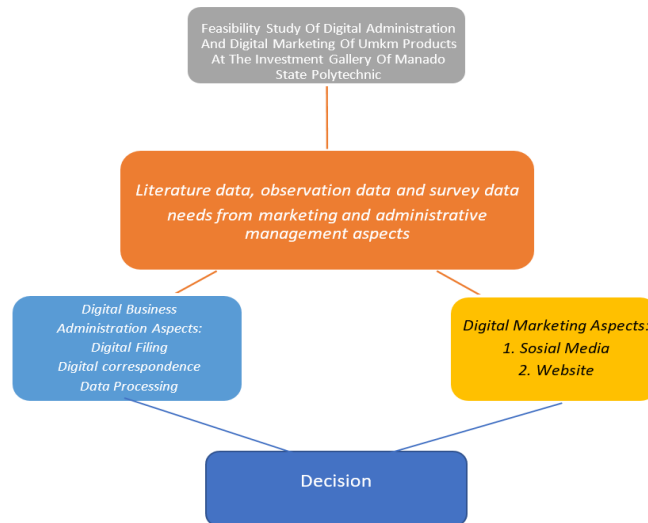 Feasibility Study Of Digital Administration
And Digital Marketing Of Umkm Products
At The Investment Gallery Of Manado
State Polytechnic
Literature data, observation data and survey data
needs from marketing and administrative
management aspects
Digital Business
Administration Aspects:
Digital Filing
Digital correspondence
Data Processing
Digital Marketing Aspects:
1. Sosial Media
2. Website
Decision